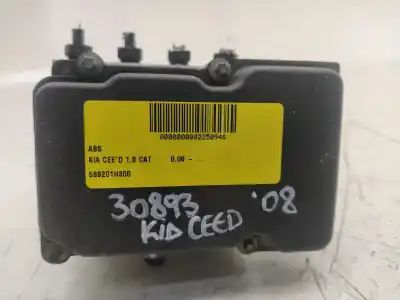 0000000002250946
ABS
KIA CEE'D 1.6 CAT 0.06 - ...
589201H300
30893 '08
KIA CEED